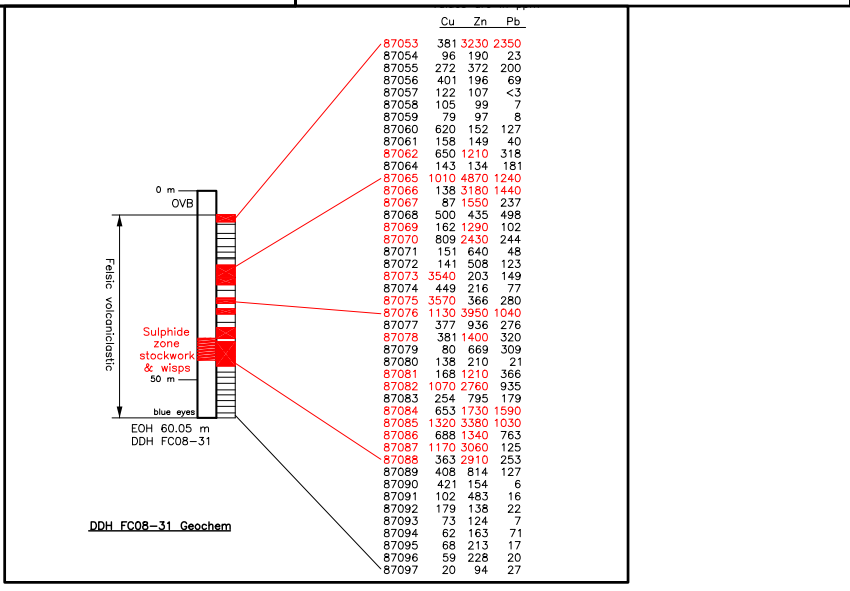 Cu Zn Pb
87053 381 3230 2350
87054 96 190 23
87055 272 372 200
87056 401 196 69
87057 122 107 <3
87058 105 99 7
87059 79 97 8
87060 620 152 127
87061 158 149 40
87062 650 1210 318
87064 143 134 181
87065 1010 4870 1240
87066 138 3180 1440
87067 87 1550 237
87068 500 435 498
87069 162 1290 102
87070 809 2430 244
87071 151 640 48
87072 141 508 123
87073 3540 203 149
87074 449 216 77
87075 3570 366 280
87076 1130 3950 1040
87077 377 936 276
87078 381 1400 320
87079 80 669 309
87080 138 210 21
87081 168 1210 366
87082 1070 2760 935
87083 254 795 179
87084 653 1730 1590
87085 1320 3380 1030
87086 688 1340 763
87087 1170 3060 125
87088 363 2910 253
87089 408 814 127
87090 421 154 6
87091 102 483 16
87092 179 138 22
87093 73 124 7
87094 62 163 71
87095 68 213 17
87096 59 228 20
87097 20 94 27
0 m
OVB
Felsic volcaniclastic
Sulphide
zone
stockwork
& wisps
50 m
blue eyes
EOH 60.05 m
DDH FC08-31
DDH FC08-31 Geochem